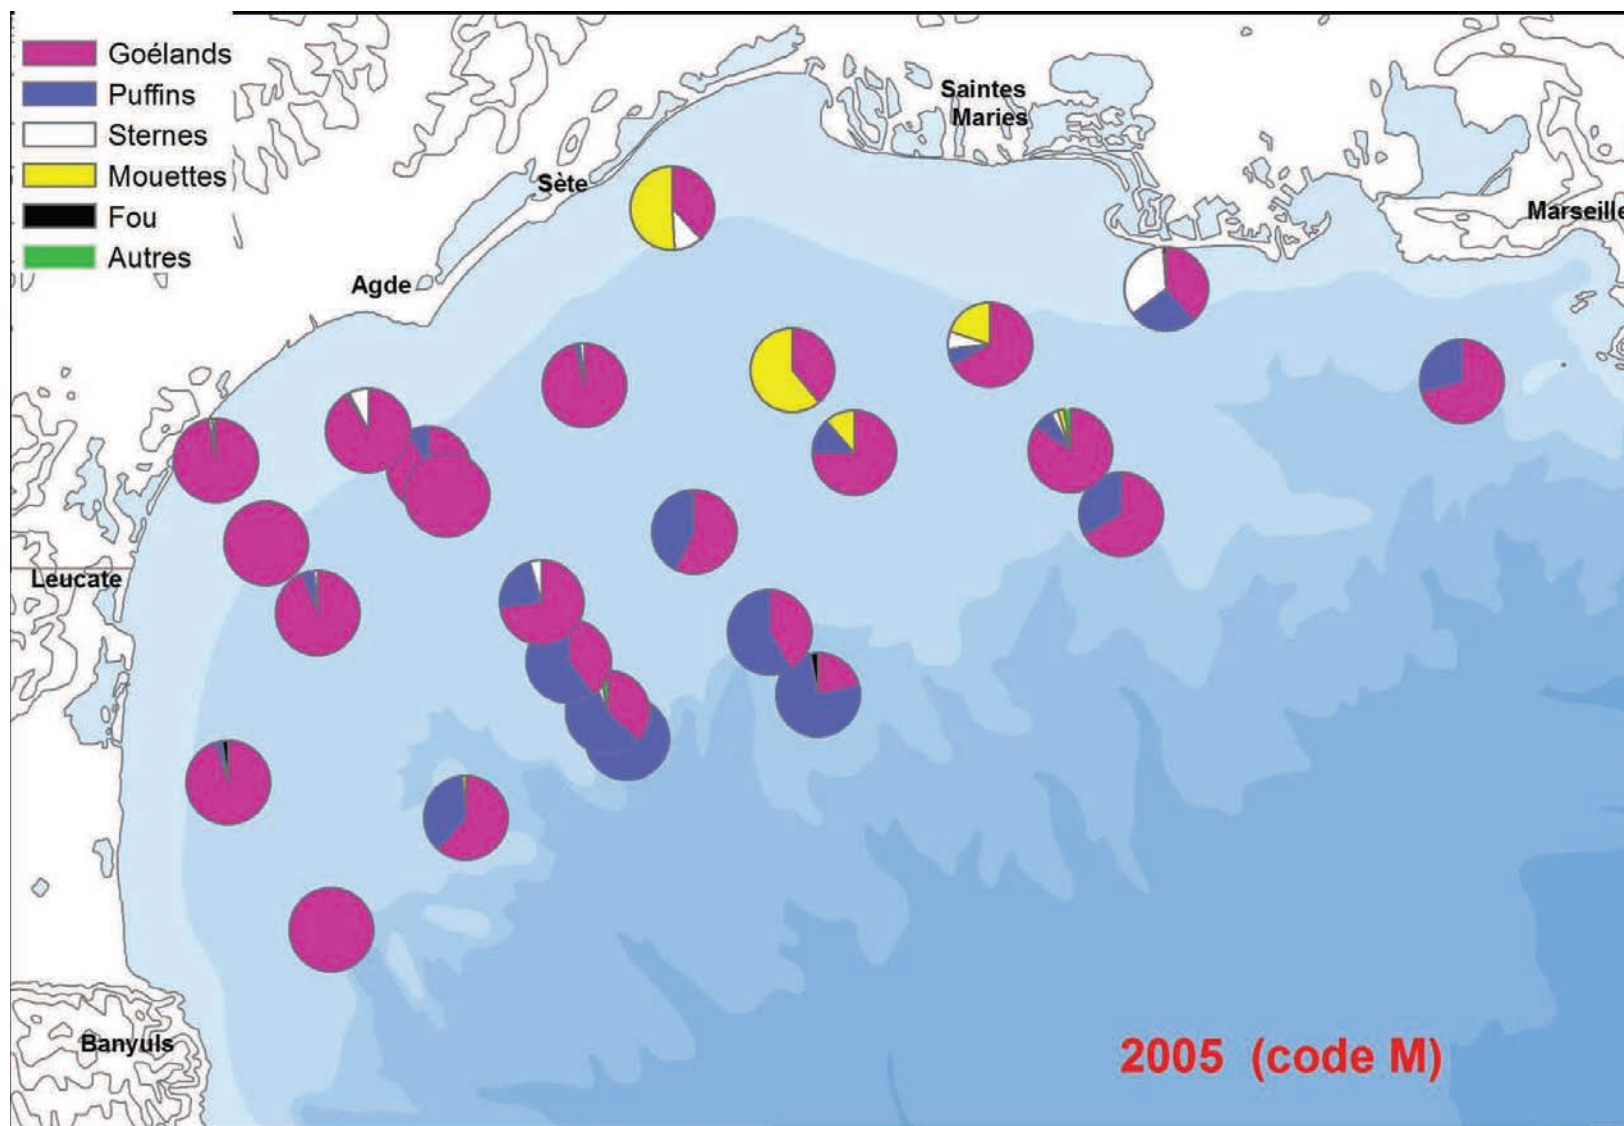 Goélands
Puffins
Sternes
Mouettes
Fou
Autres
Saintes
Maries
Sète
Marseille
Agde
Leucate
Banyuls
2005 (code M)